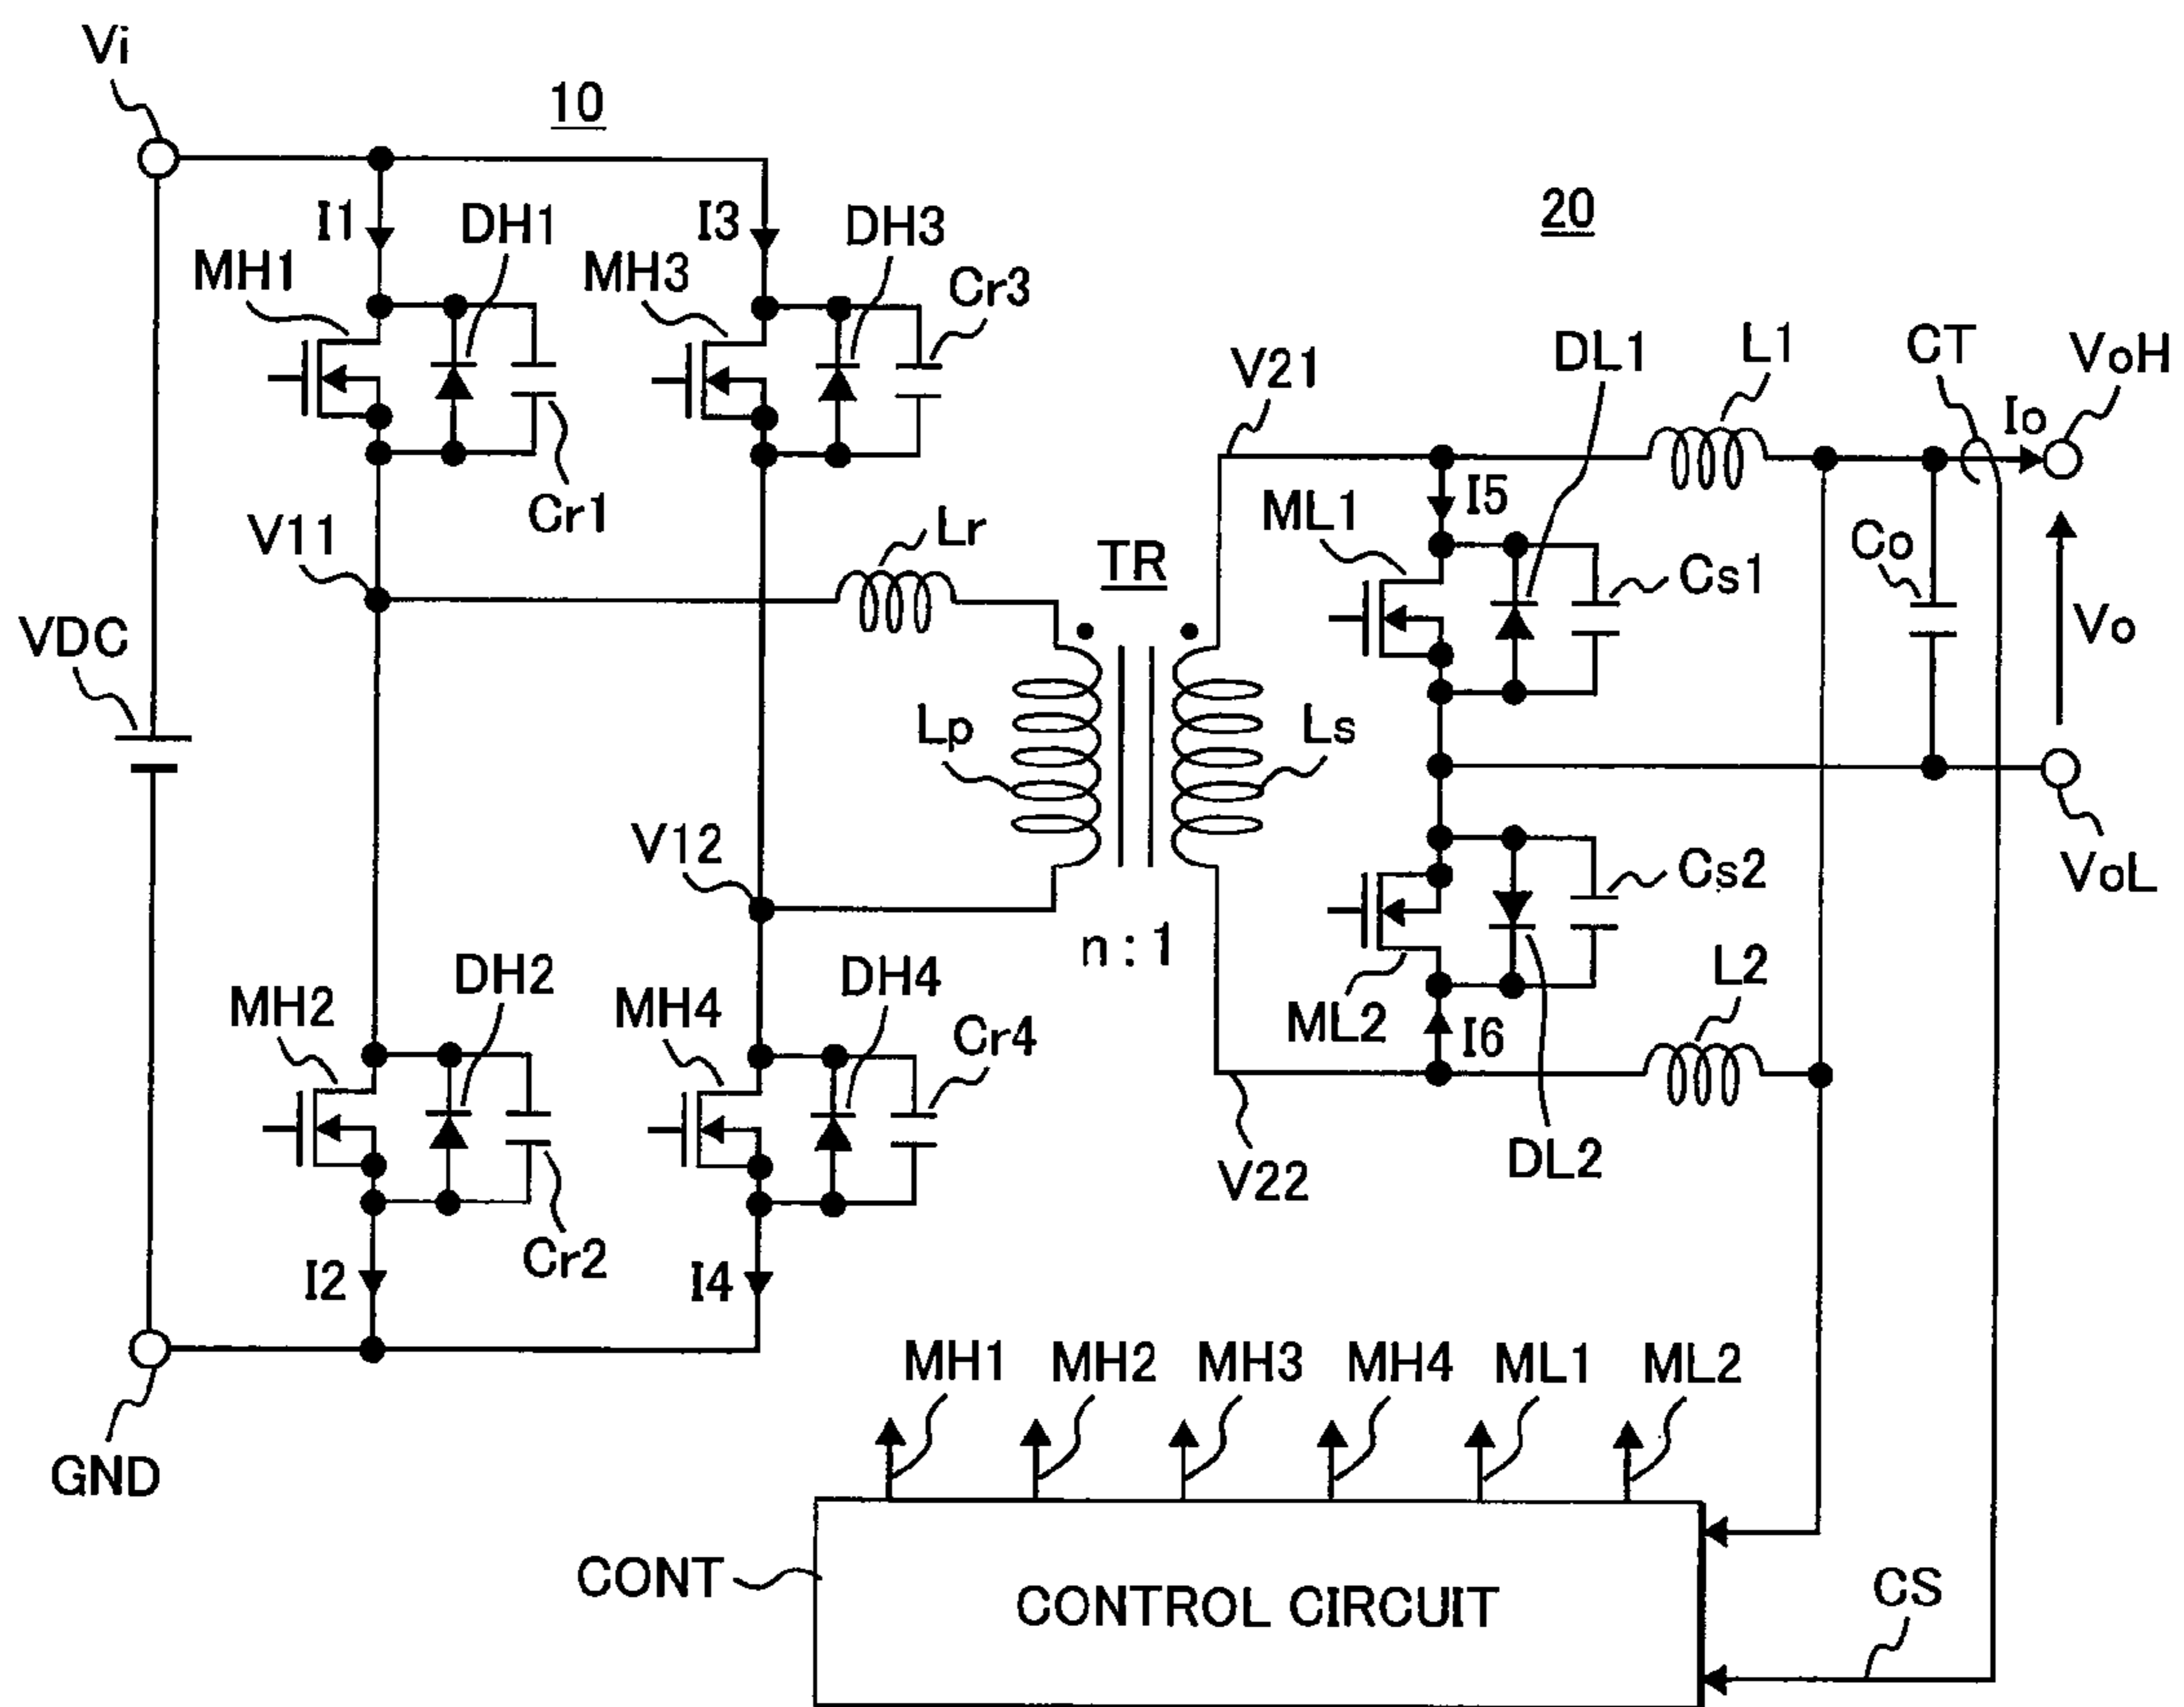 Vi
10
20
I1
DH1
I3
DH3
MH1
MH3
Cr3
Cr1
V11
Lr
TR
VDC
Lp
Ls
V12
n : 1
V21
DL1
L1
CT
VoH
Io
ML1
I5
Cs1
Co
Vo
VoL
Cs2
ML2
I6
L2
DL2
V22
MH2
DH2
MH4
DH4
Cr4
Cr2
I2
I4
GND
MH1 MH2 MH3 MH4 ML1 ML2
CONT
CONTROL CIRCUIT
CS